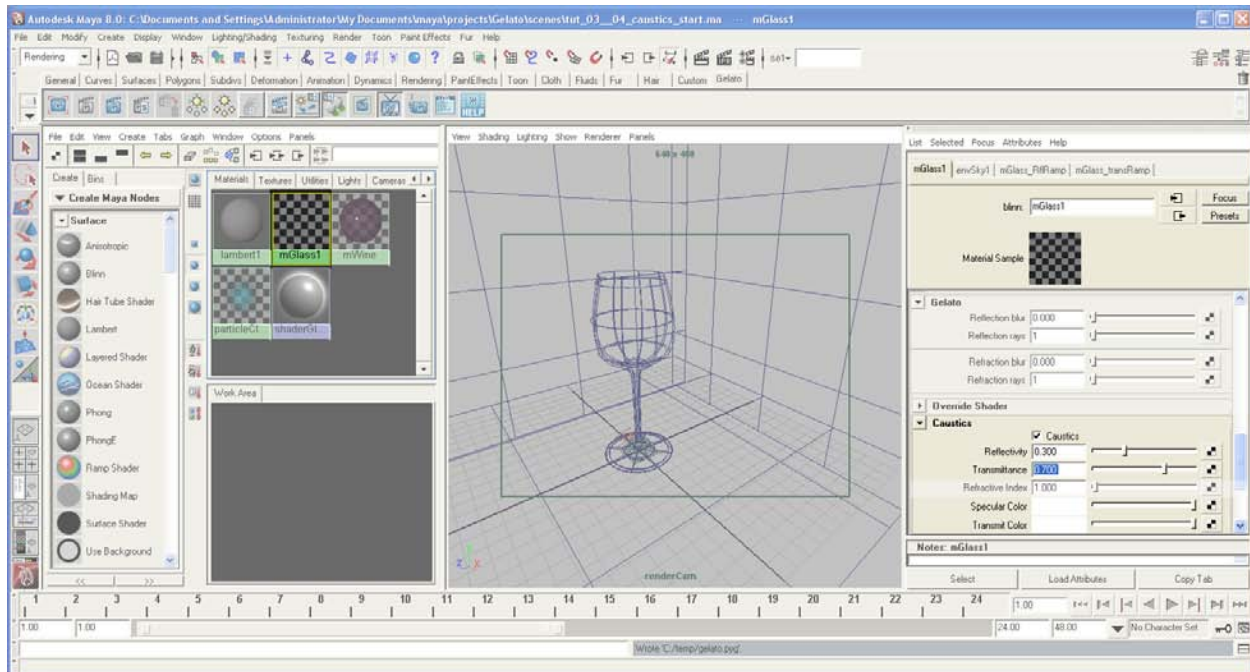 Autodesk Maya 8.0: C:\Documents and Settings\Administrator\My Documents\maya\projects\Gelato\scenes\tut_03__04_caustics_start.ma --- mGlass1
File Edit Modify Create Display Window Lighting/Shading Texturing Render Toon Paint Effects Fur Help
Rendering sel*
General Curves Surfaces Polygons Subdivs Deformation Animation Dynamics Rendering PaintEffects Toon Cloth Fluids Fur Hair Custom Gelato
HELP
File Edit View Create Tabs Graph Window Options Panels
Create Bins
Create Maya Nodes
Surface
Anisotropic
Blinn
Hair Tube Shader
Lambert
Layered Shader
Ocean Shader
Phong
PhongE
Ramp Shader
Shading Map
Surface Shader
Use Background
<< >>
Materials Textures Utilities Lights Cameras
lambert1 mGlass1 mWine
particleCl... shaderGl...
Work Area
View Shading Lighting Show Renderer Panels
640 x 480
renderCam
List Selected Focus Attributes Help
mGlass1 envSky1 mGlass_RflRamp mGlass_transRamp
blinn: mGlass1 Focus
Presets
Material Sample
Gelato
Reflection blur 0.000
Reflection rays 1
Refraction blur 0.000
Refraction rays 1
Override Shader
Caustics
Caustics
Reflectivity 0.300
Transmittance 0.700
Refractive Index 1.000
Specular Color
Transmit Color
Notes: mGlass1
Select Load Attributes Copy Tab
1 2 3 4 5 6 7 8 9 10 11 12 13 14 15 16 17 18 19 20 21 22 23 24 1.00
1.00 1.00 24.00 48.00 No Character Set
Wrote 'C:/temp/gelato.pyg'.